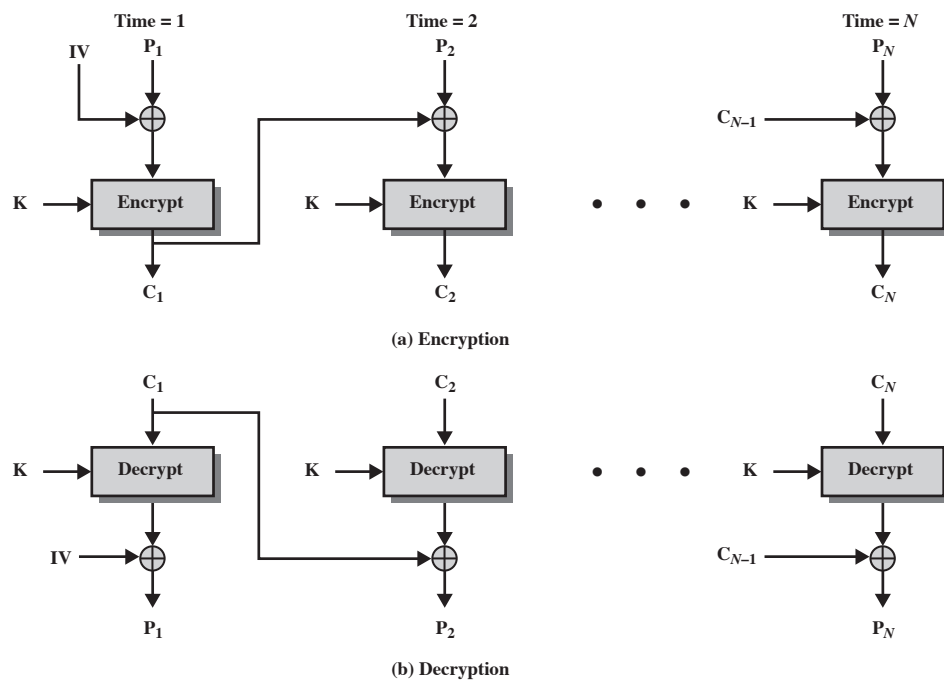 Time = 1 Time = 2 Time = N
IV P1 P2 PN
CN–1
K Encrypt K Encrypt • • • K Encrypt
C1 C2 CN
(a) Encryption
C1 C2 CN
K Decrypt K Decrypt • • • K Decrypt
IV CN–1
P1 P2 PN
(b) Decryption